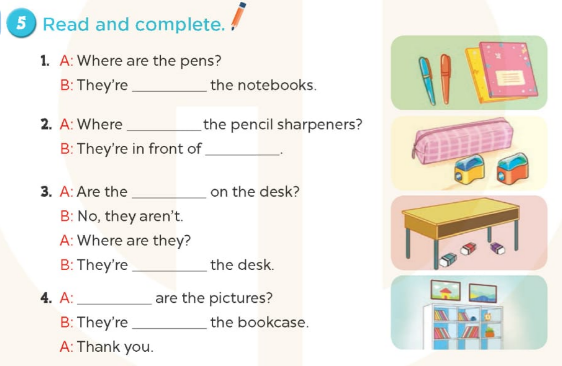 5 Read and complete.
1. A: Where are the pens?
B: They're __________ the notebooks.
2. A: Where __________ the pencil sharpeners?
B: They're in front of __________.
3. A: Are the __________ on the desk?
B: No, they aren't.
A: Where are they?
B: They're __________ the desk.
4. A: __________ are the pictures?
B: They're __________ the bookcase.
A: Thank you.